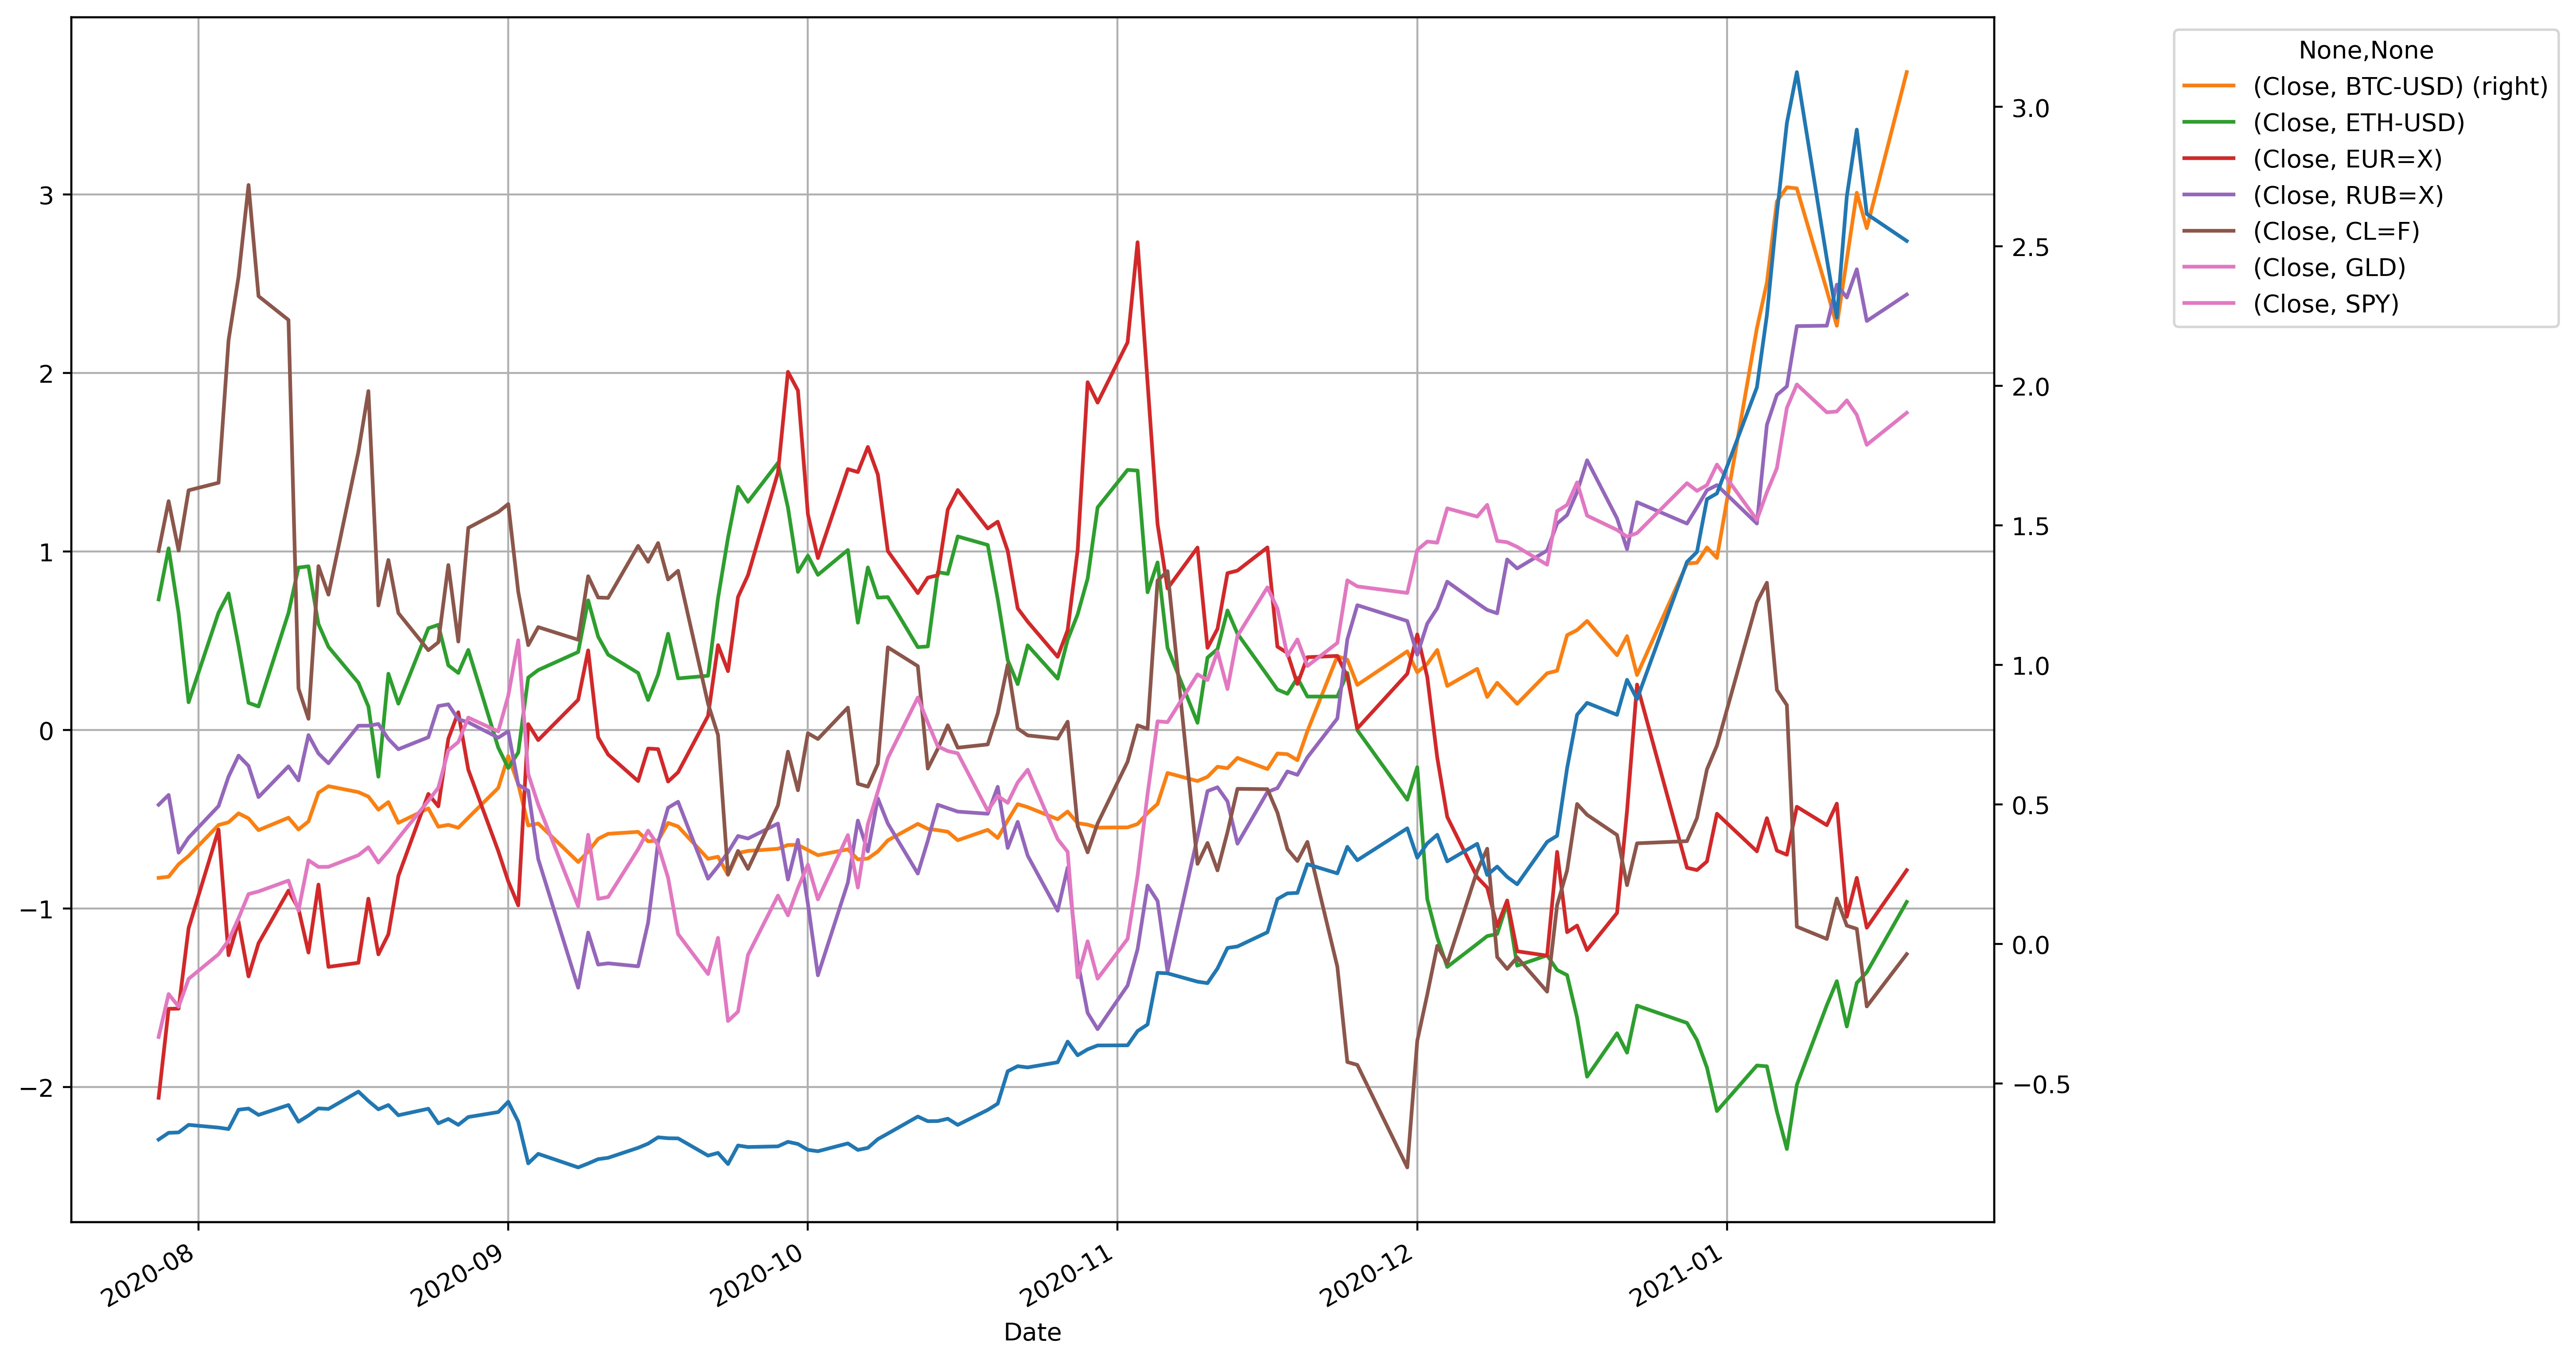 None,None
(Close, BTC-USD) (right)
(Close, ETH-USD)
(Close, EUR=X)
(Close, RUB=X)
(Close, CL=F)
(Close, GLD)
(Close, SPY)
3
2
1
0
−1
−2
3.0
2.5
2.0
1.5
1.0
0.5
0.0
−0.5
2020-08
2020-09
2020-10
2020-11
2020-12
2021-01
Date